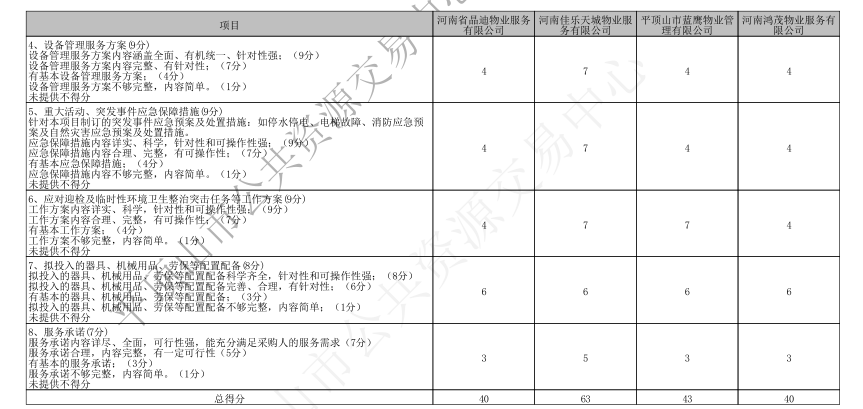 项目
河南省晶迪物业服务有限公司
河南佳乐天城物业服务有限公司
平顶山市蓝鹰物业管理有限公司
河南鸿茂物业服务有限公司
4、设备管理服务方案(9分)
设备管理服务方案内容涵盖全面、有机统一、针对性强；（9分）
设备管理服务方案内容完整、有针对性；（7分）
有基本设备管理服务方案；（4分）
设备管理服务方案不够完整，内容简单。（1分）
未提供不得分
4 7 4 4
5、重大活动、突发事件应急保障措施(9分)
针对本项目制订的突发事件应急预案及处置措施：如停水停电、电梯故障、消防应急预
案及自然灾害应急预案及处置措施。
应急保障措施内容详实、科学，针对性和可操作性强；（9分）
应急保障措施内容合理、完整，有可操作性；（7分）
有基本应急保障措施；（4分）
应急保障措施内容不够完整，内容简单。（1分）
未提供不得分
4 7 4 4
6、应对迎检及临时性环境卫生整治突击任务等工作方案(9分)
工作方案内容详实、科学，针对性和可操作性强；（9分）
工作方案内容合理、完整，有可操作性；（7分）
有基本工作方案；（4分）
工作方案不够完整，内容简单。（1分）
未提供不得分
4 7 7 4
7、拟投入的器具、机械用品、劳保等配置配备(8分)
拟投入的器具、机械用品、劳保等配置配备科学齐全，针对性和可操作性强；（8分）
拟投入的器具、机械用品、劳保等配置配备完善、合理，有针对性；（6分）
有基本的器具、机械用品、劳保等配置配备；（3分）
拟投入的器具、机械用品、劳保等配置配备不够完整，内容简单；（1分）
未提供不得分
6 6 6 6
8、服务承诺(7分)
服务承诺内容详尽、全面，可行性强，能充分满足采购人的服务需求（7分）
服务承诺合理，内容完整，有一定可行性（5分）
有基本的服务承诺；（3分）
服务承诺不够完整，内容简单。（1分）
未提供不得分
3 5 3 3
总得分 40 63 43 40
平顶山市公共资源交易中心
平顶山市公共资源交易中心